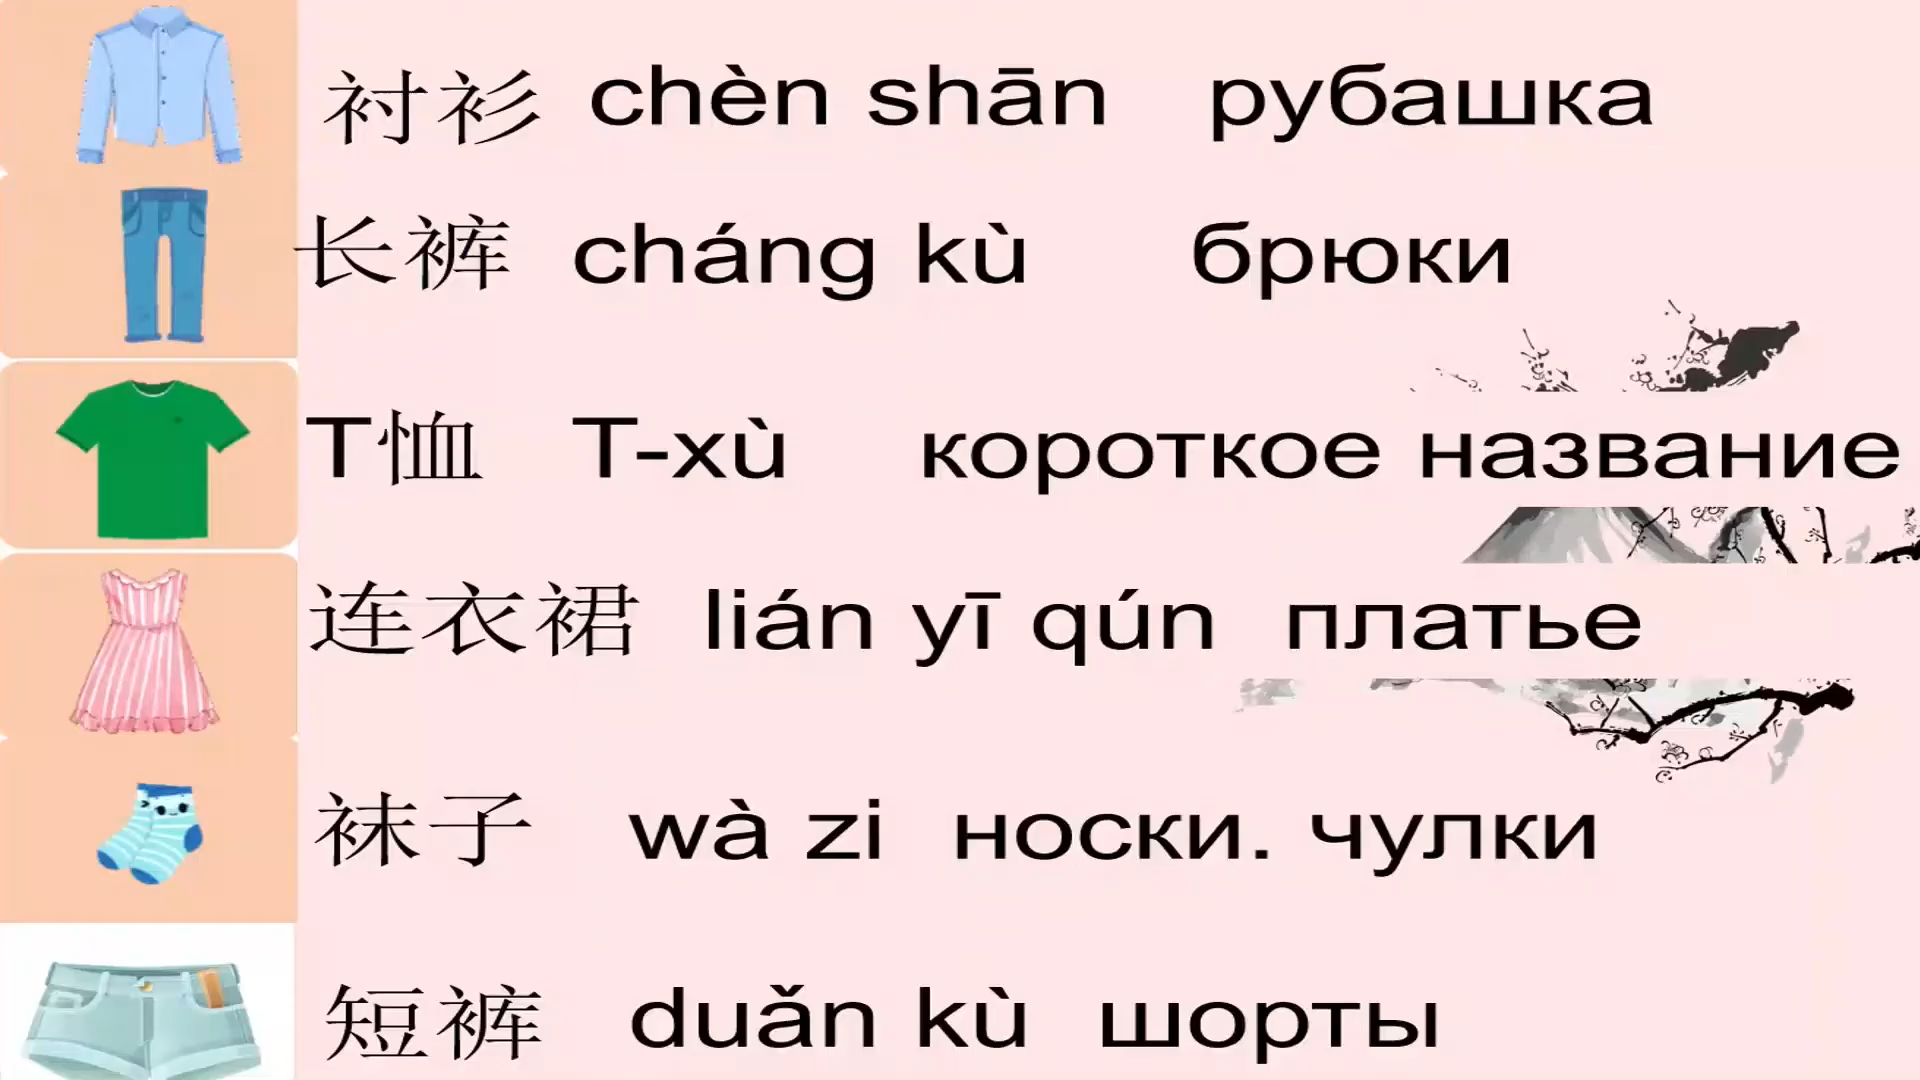 衬衫 chèn shān рубашка
长裤 cháng kù брюки
T恤 T-xù короткое название
连衣裙 lián yī qún платье
袜子 wà zi носки. чулки
短裤 duǎn kù шорты